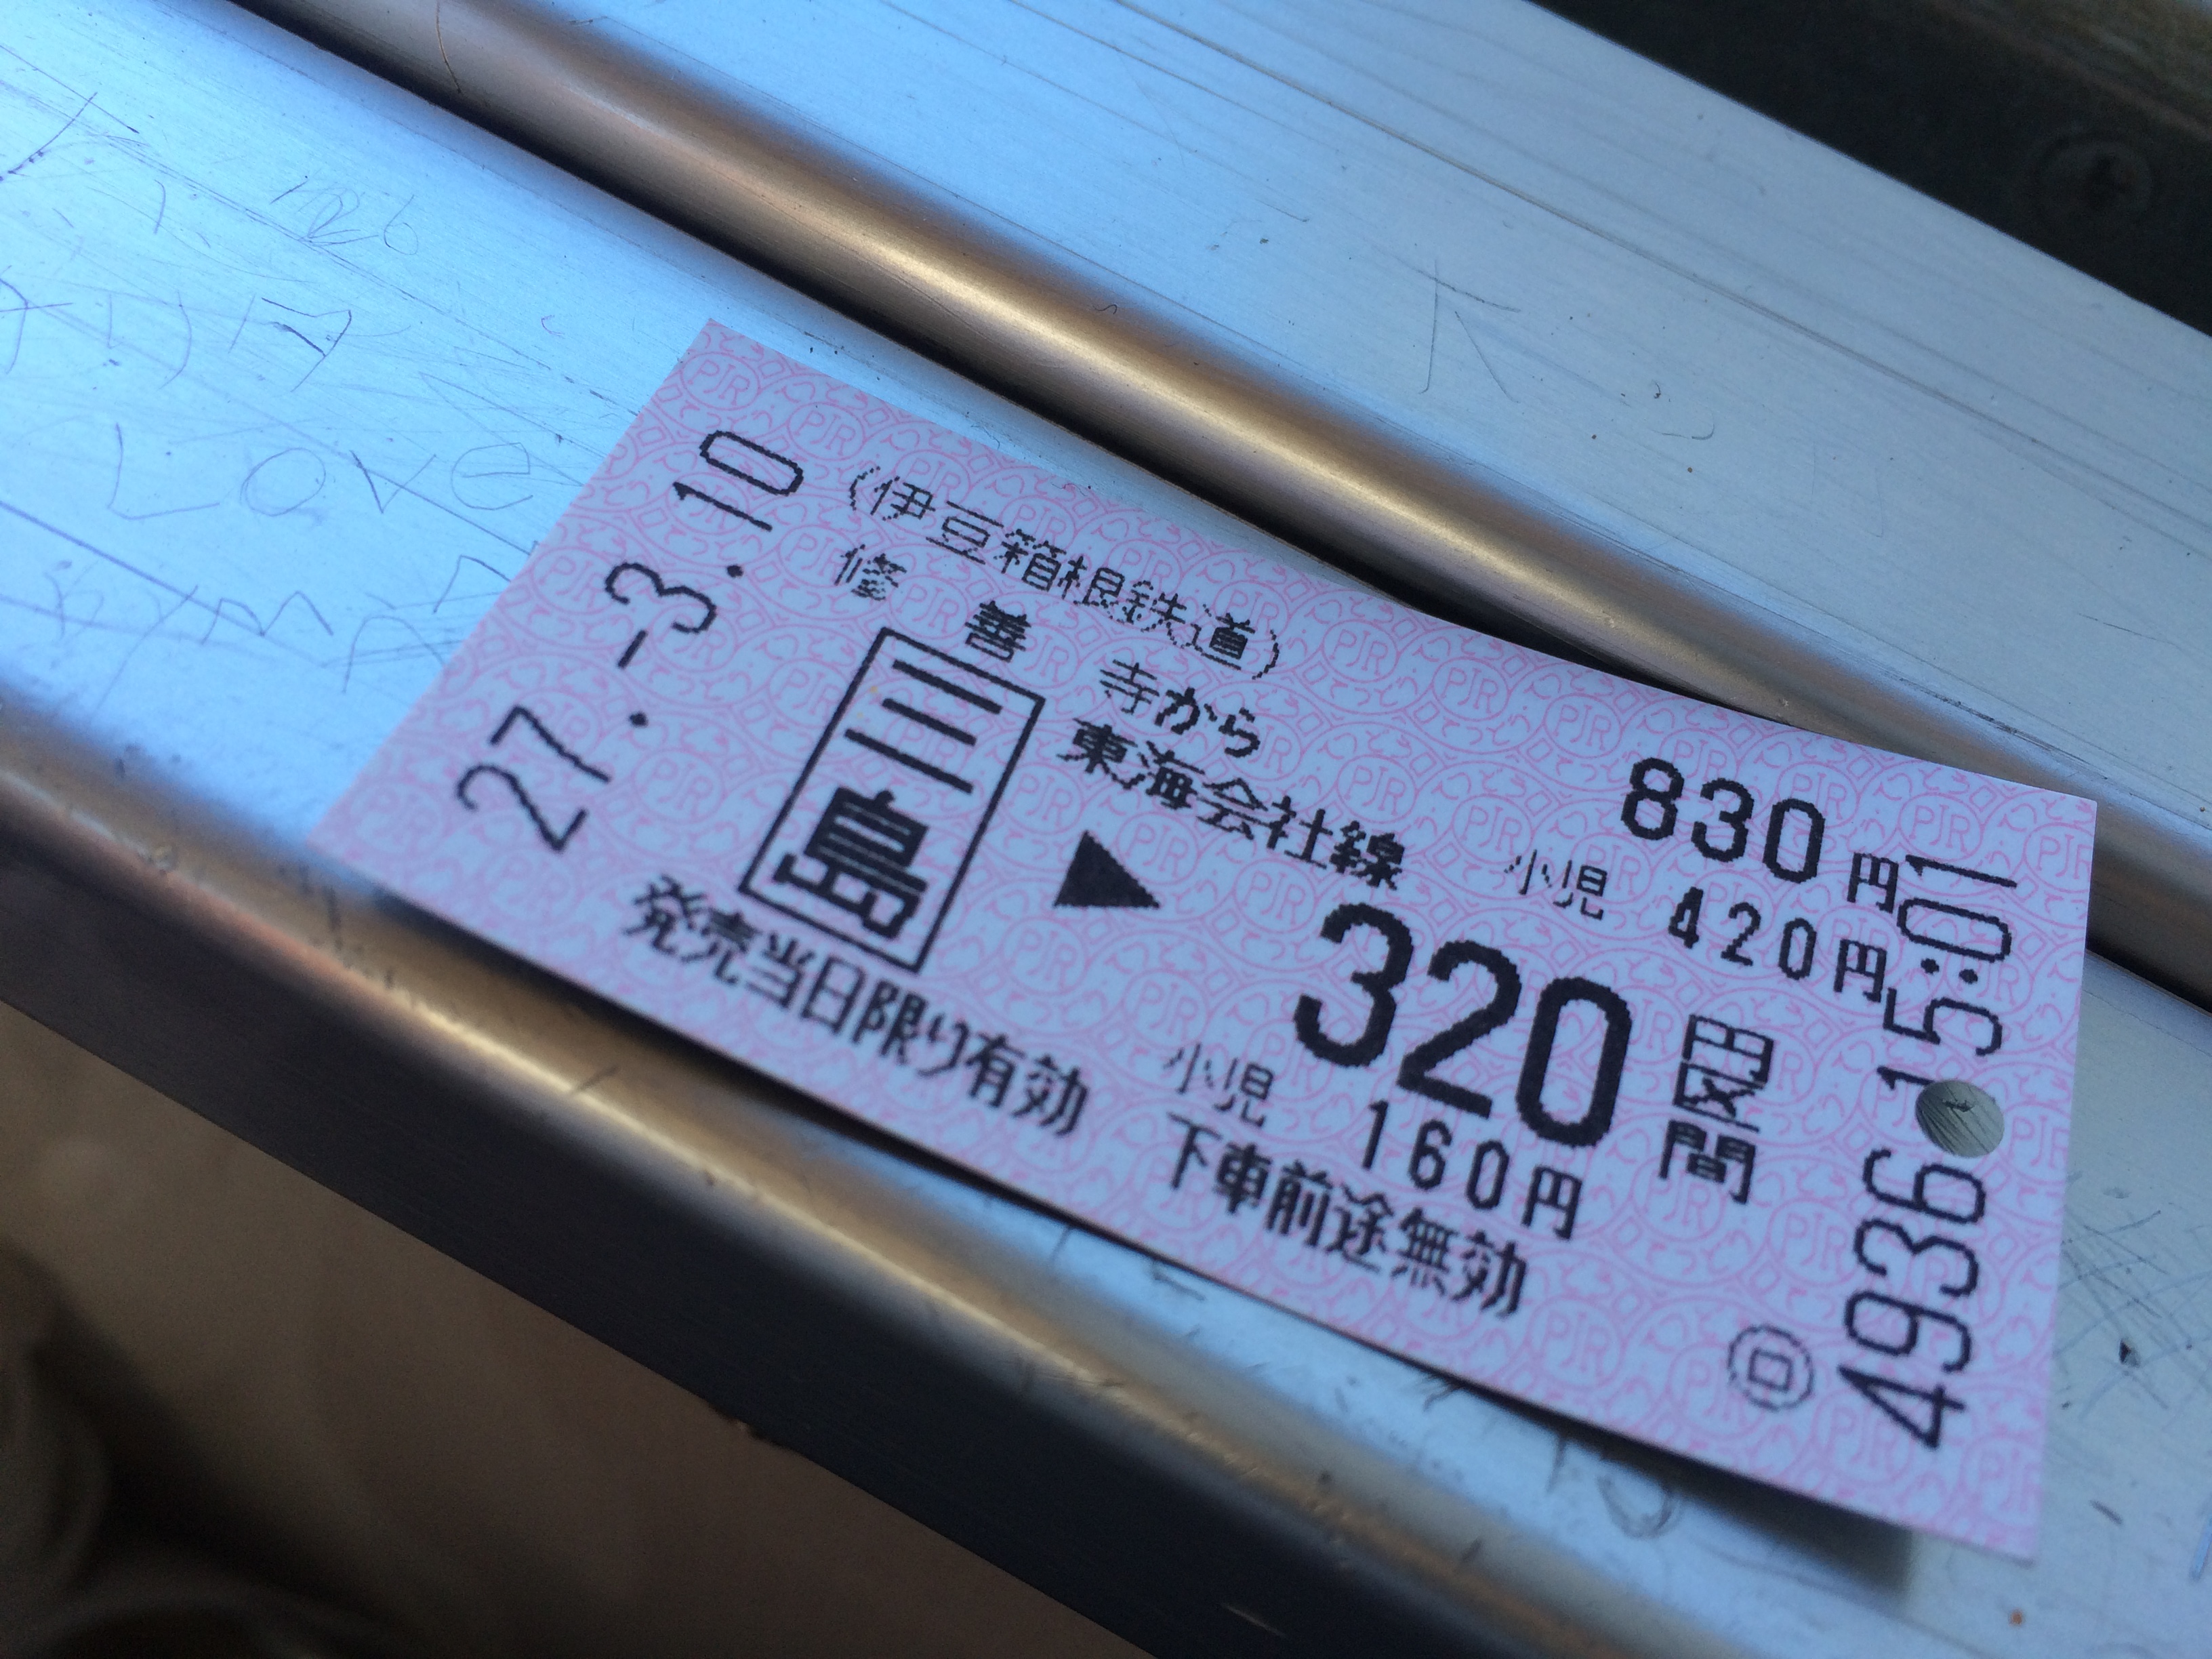 27.-3.10
(伊豆箱根鉄道)
修 善 寺から
830円
三島
東海会社線
小児 420円
▶ 320円区間
小児 160円
発売当日限り有効 下車前途無効
㊂
4936 15:01
PJR
Love